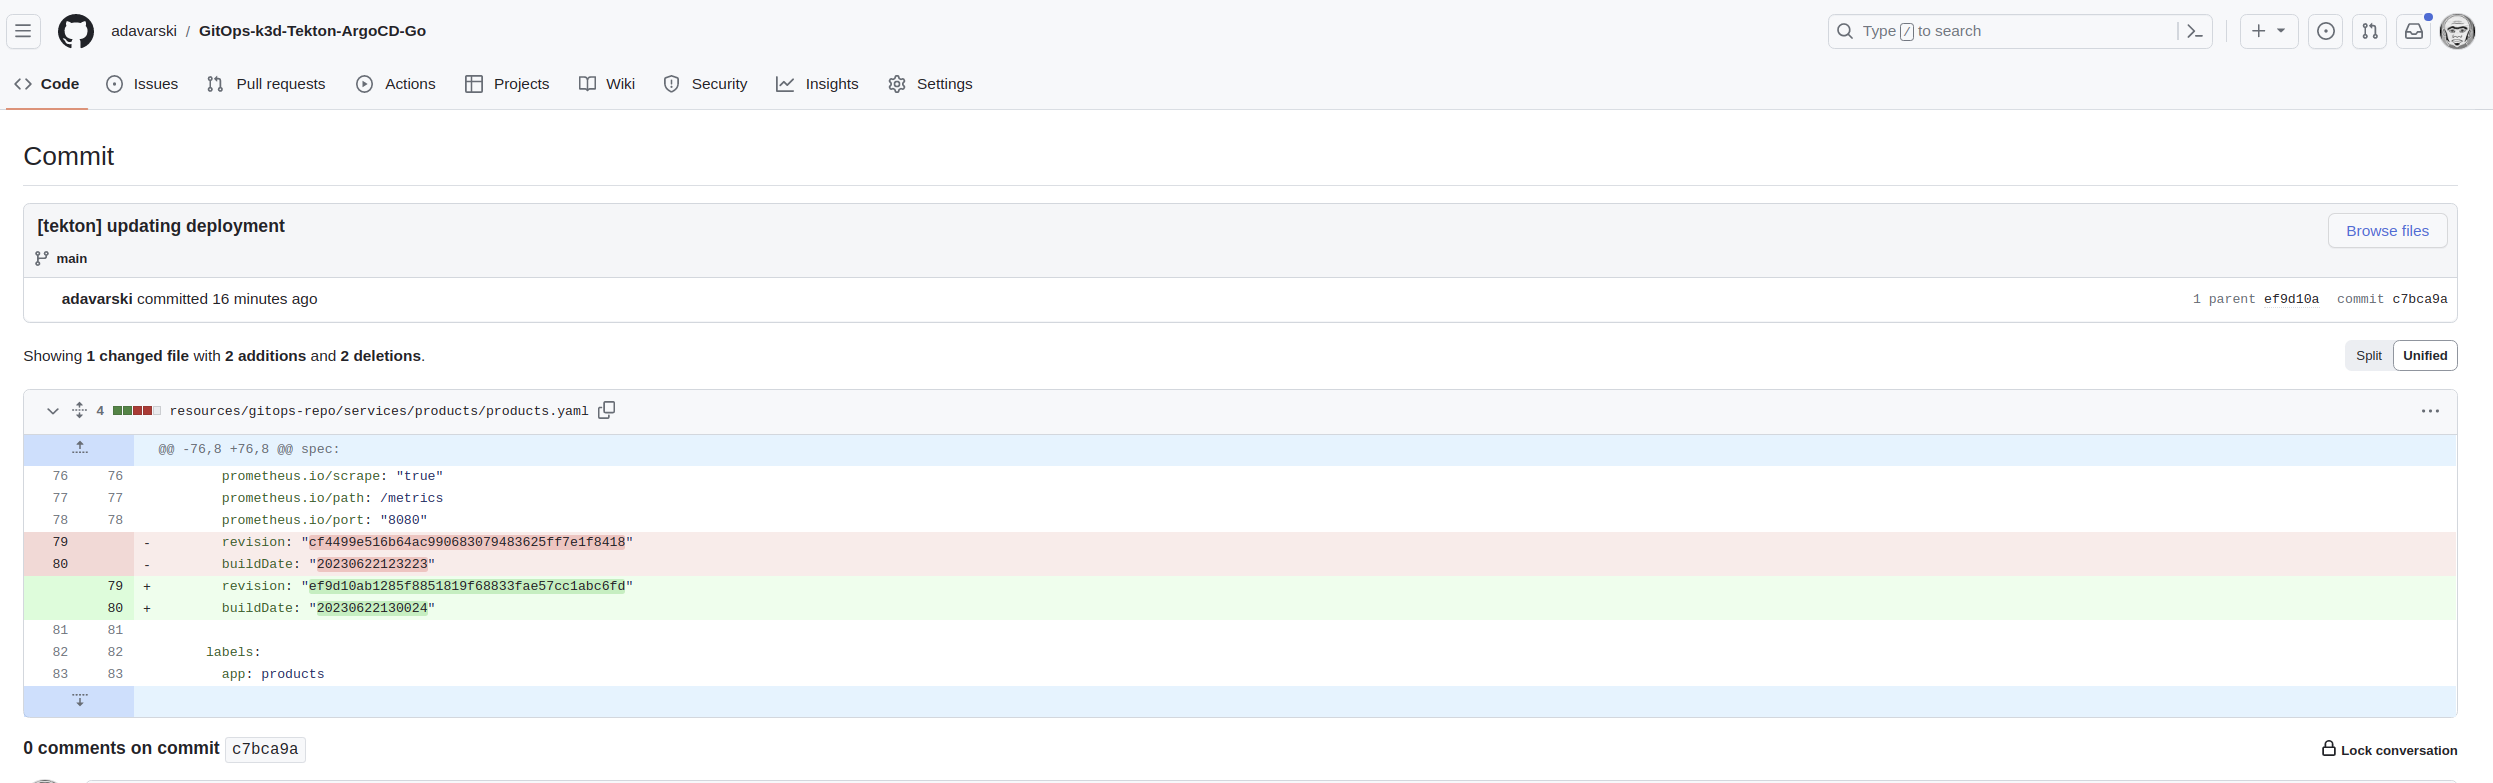 adavarski / GitOps-k3d-Tekton-ArgoCD-Go
Type / to search
Code Issues Pull requests Actions Projects Wiki Security Insights Settings
Commit
[tekton] updating deployment
Browse files
main
adavarski committed 16 minutes ago
1 parent ef9d10a commit c7bca9a
Showing 1 changed file with 2 additions and 2 deletions.
Split Unified
4 resources/gitops-repo/services/products/products.yaml
@@ -76,8 +76,8 @@ spec:
76 76 prometheus.io/scrape: "true"
77 77 prometheus.io/path: /metrics
78 78 prometheus.io/port: "8080"
79 - revision: "cf4499e516b64ac990683079483625ff7e1f8418"
80 - buildDate: "20230622123223"
79 + revision: "ef9d10ab1285f8851819f68833fae57cc1abc6fd"
80 + buildDate: "20230622130024"
81 81
82 82 labels:
83 83 app: products
0 comments on commit c7bca9a
Lock conversation